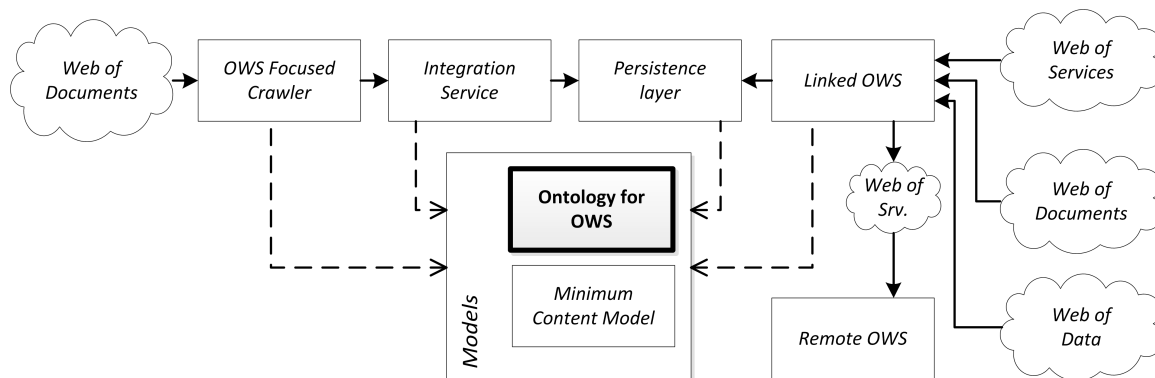 Web of
Documents
OWS Focused
Crawler
Integration
Service
Persistence
layer
Linked OWS
Web of
Services
Ontology for
OWS
Web of
Srv.
Web of
Documents
Minimum
Content Model
Models
Remote OWS
Web of
Data